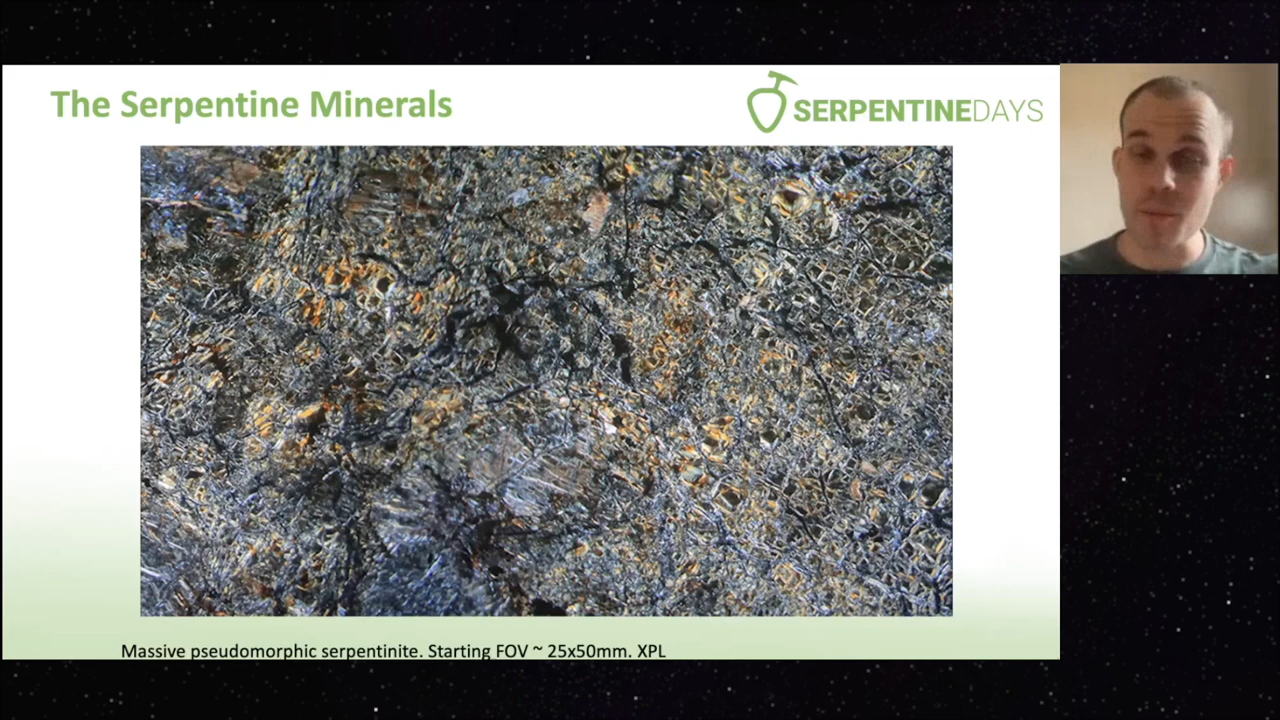 The Serpentine Minerals
SERPENTINEDAYS
Massive pseudomorphic serpentinite. Starting FOV ~ 25x50mm. XPL